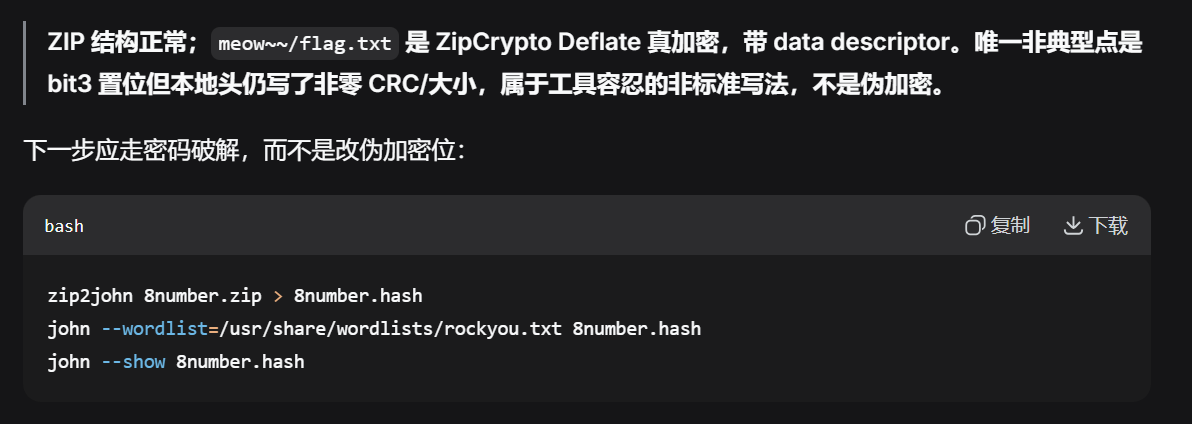 ZIP 结构正常；meow~~/flag.txt 是 ZipCrypto Deflate 真加密，带 data descriptor。唯一非典型点是
bit3 置位但本地头仍写了非零 CRC/大小，属于工具容忍的非标准写法，不是伪加密。
下一步应走密码破解，而不是改伪加密位：
bash 复制 下载
zip2john 8number.zip > 8number.hash
john --wordlist=/usr/share/wordlists/rockyou.txt 8number.hash
john --show 8number.hash